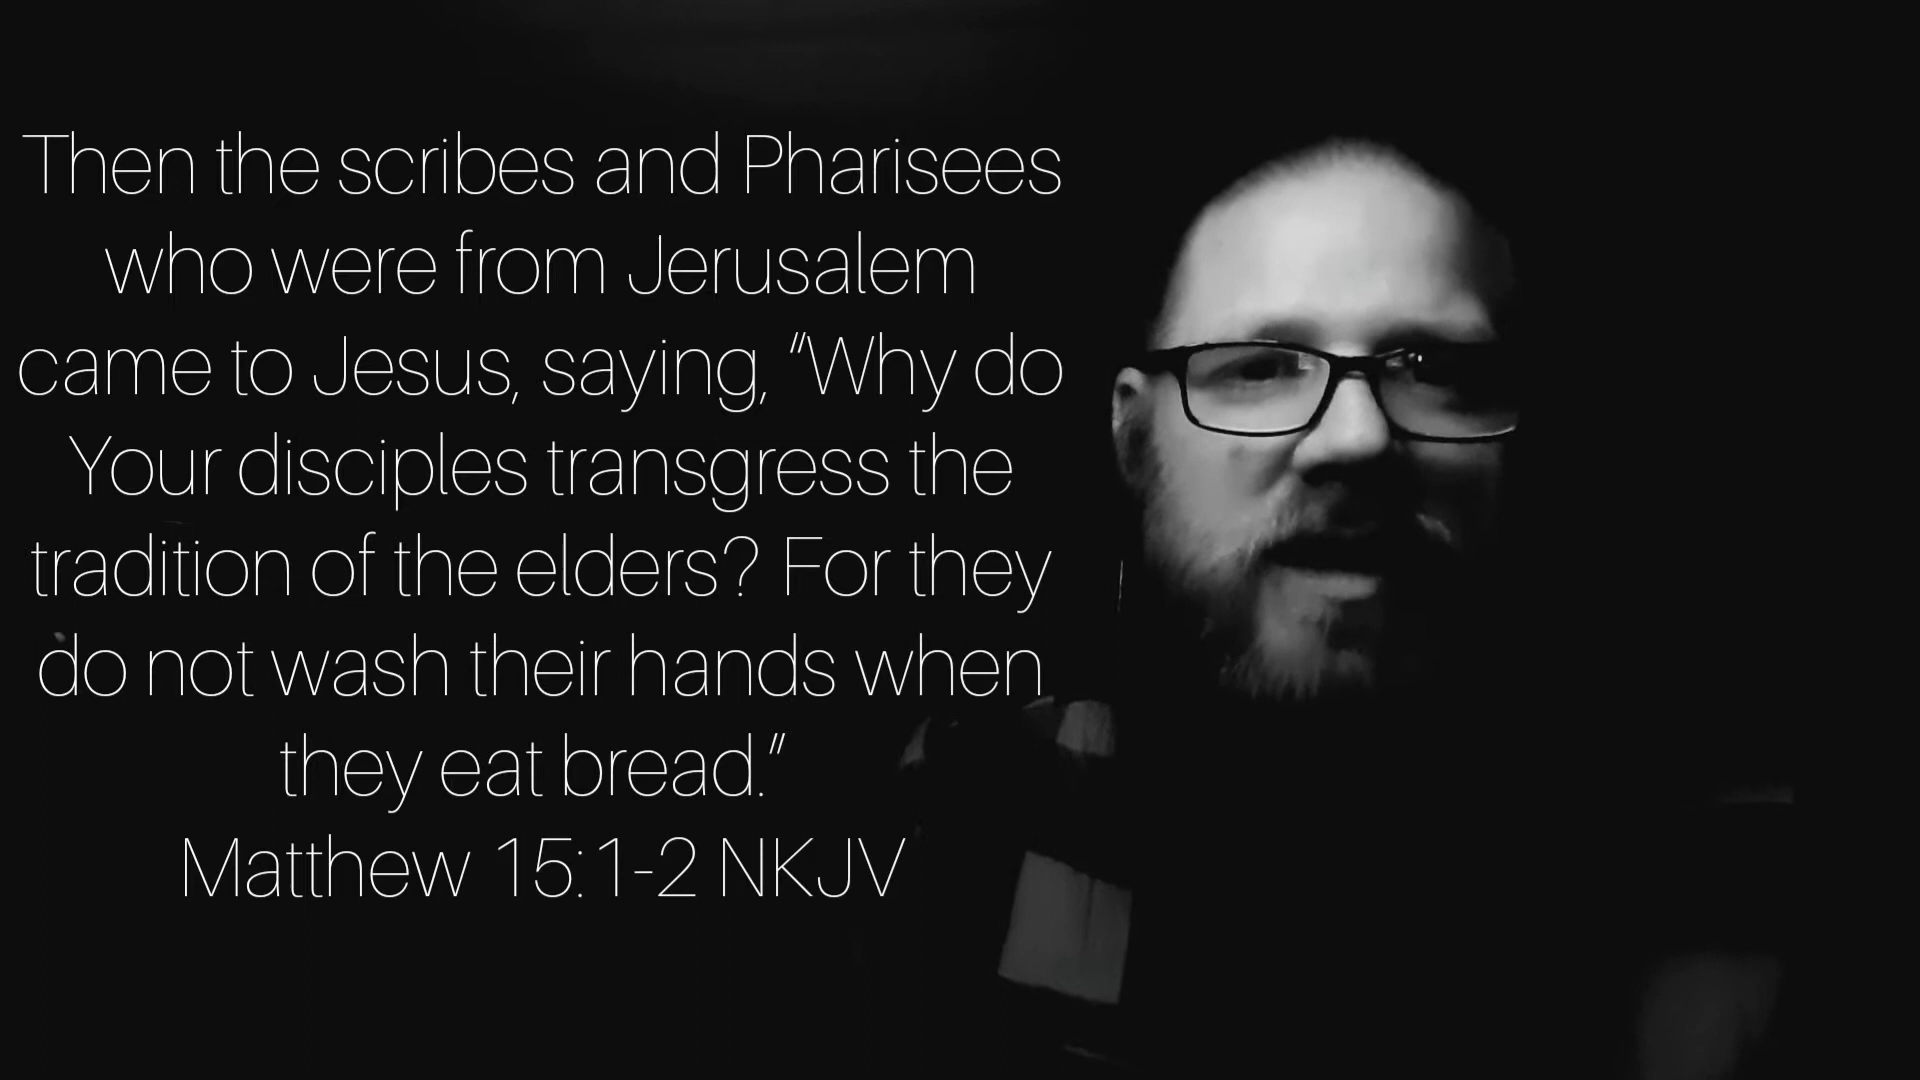 Then the scribes and Pharisees
who were from Jerusalem
came to Jesus, saying, “Why do
Your disciples transgress the
tradition of the elders? For they
do not wash their hands when
they eat bread.”
Matthew 15:1-2 NKJV